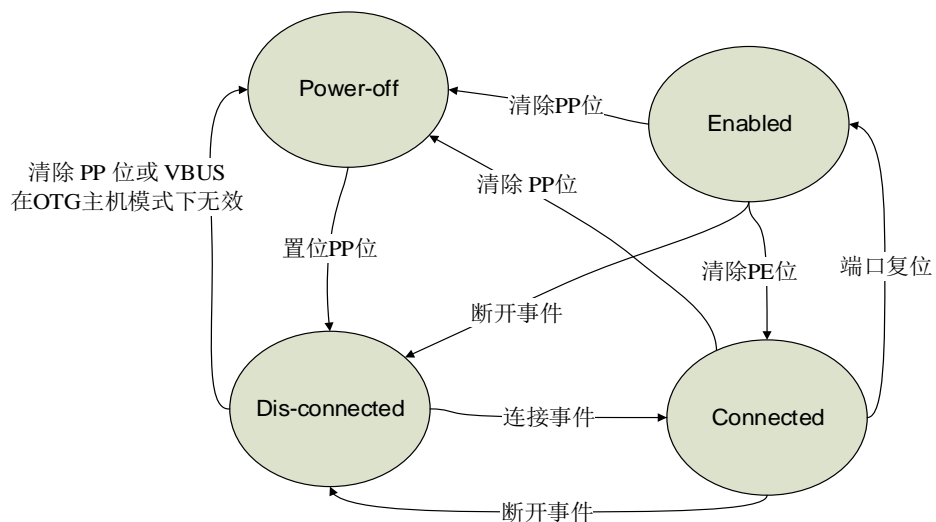 Power-off
Enabled
清除PP位
清除 PP 位或 VBUS
在OTG主机模式下无效
清除 PP位
置位PP位
清除PE位
端口复位
断开事件
Dis-connected
连接事件
Connected
断开事件